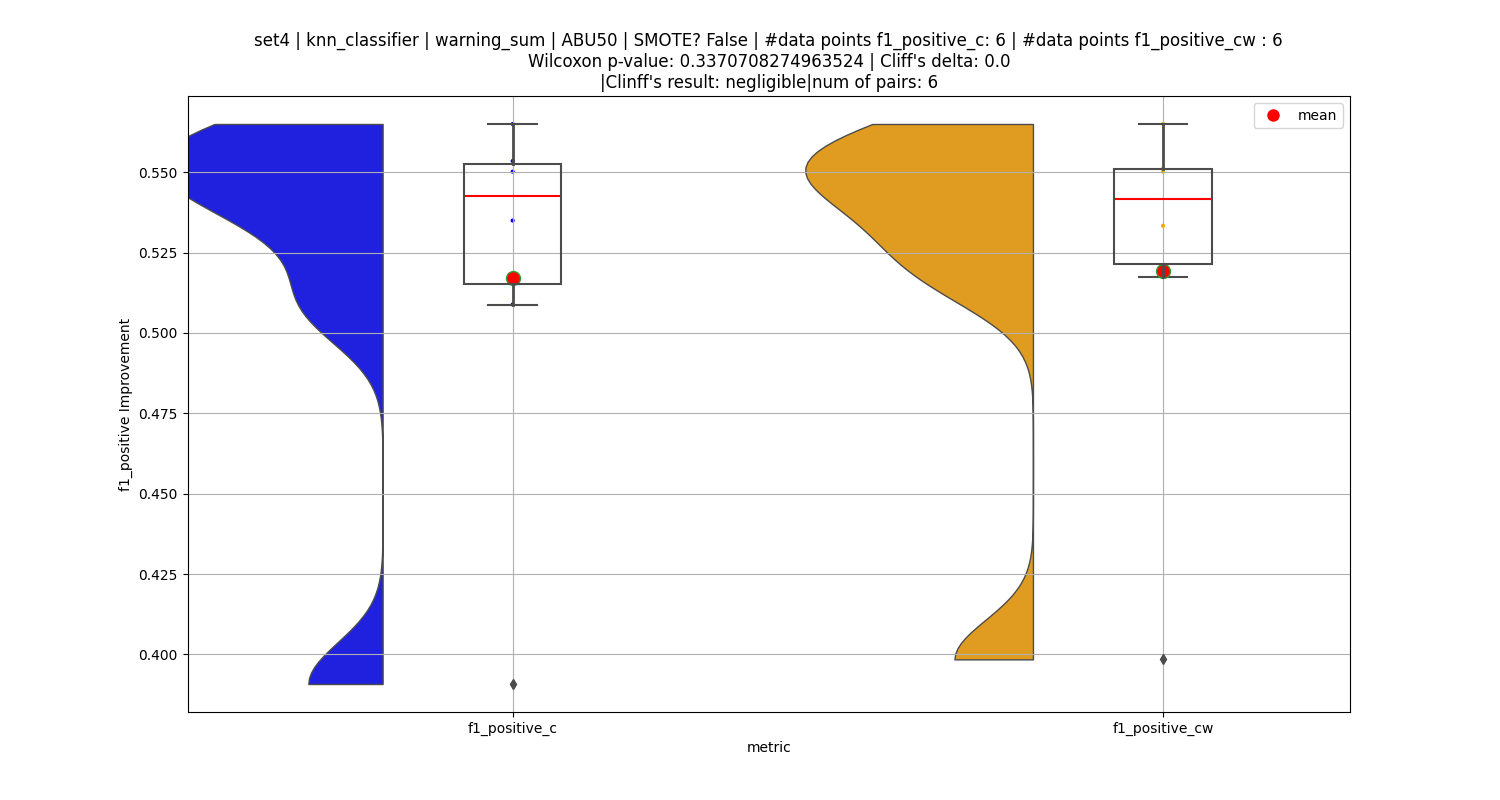 set4 | knn_classifier | warning_sum | ABU50 | SMOTE? False | #data points f1_positive_c: 6 | #data points f1_positive_cw : 6
Wilcoxon p-value: 0.3370708274963524 | Cliff's delta: 0.0
|Clinff's result: negligible|num of pairs: 6
mean
0.550
0.525
0.500
0.475
0.450
0.425
0.400
f1_positive Improvement
f1_positive_c
f1_positive_cw
metric